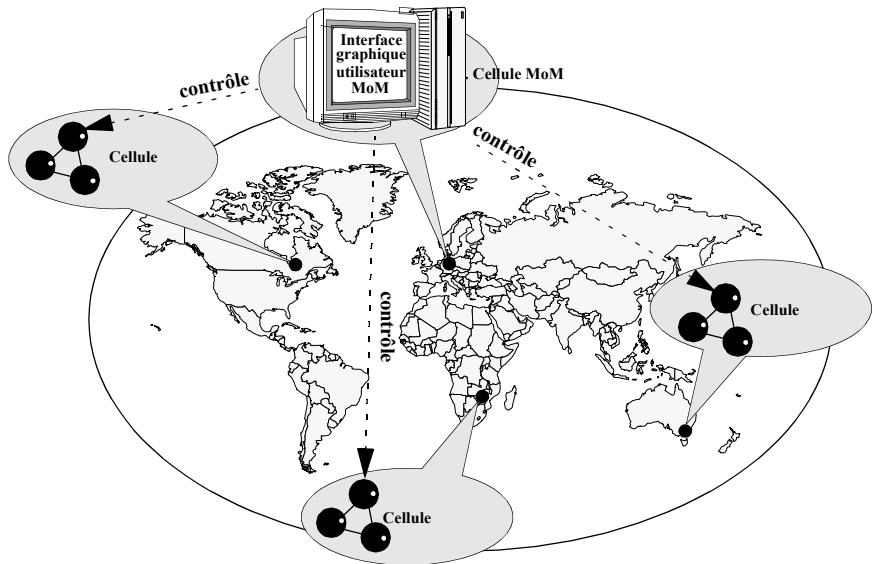 Interface
graphique
utilisateur
MoM
Cellule MoM
contrôle
contrôle
Cellule
Cellule
contrôle
Cellule